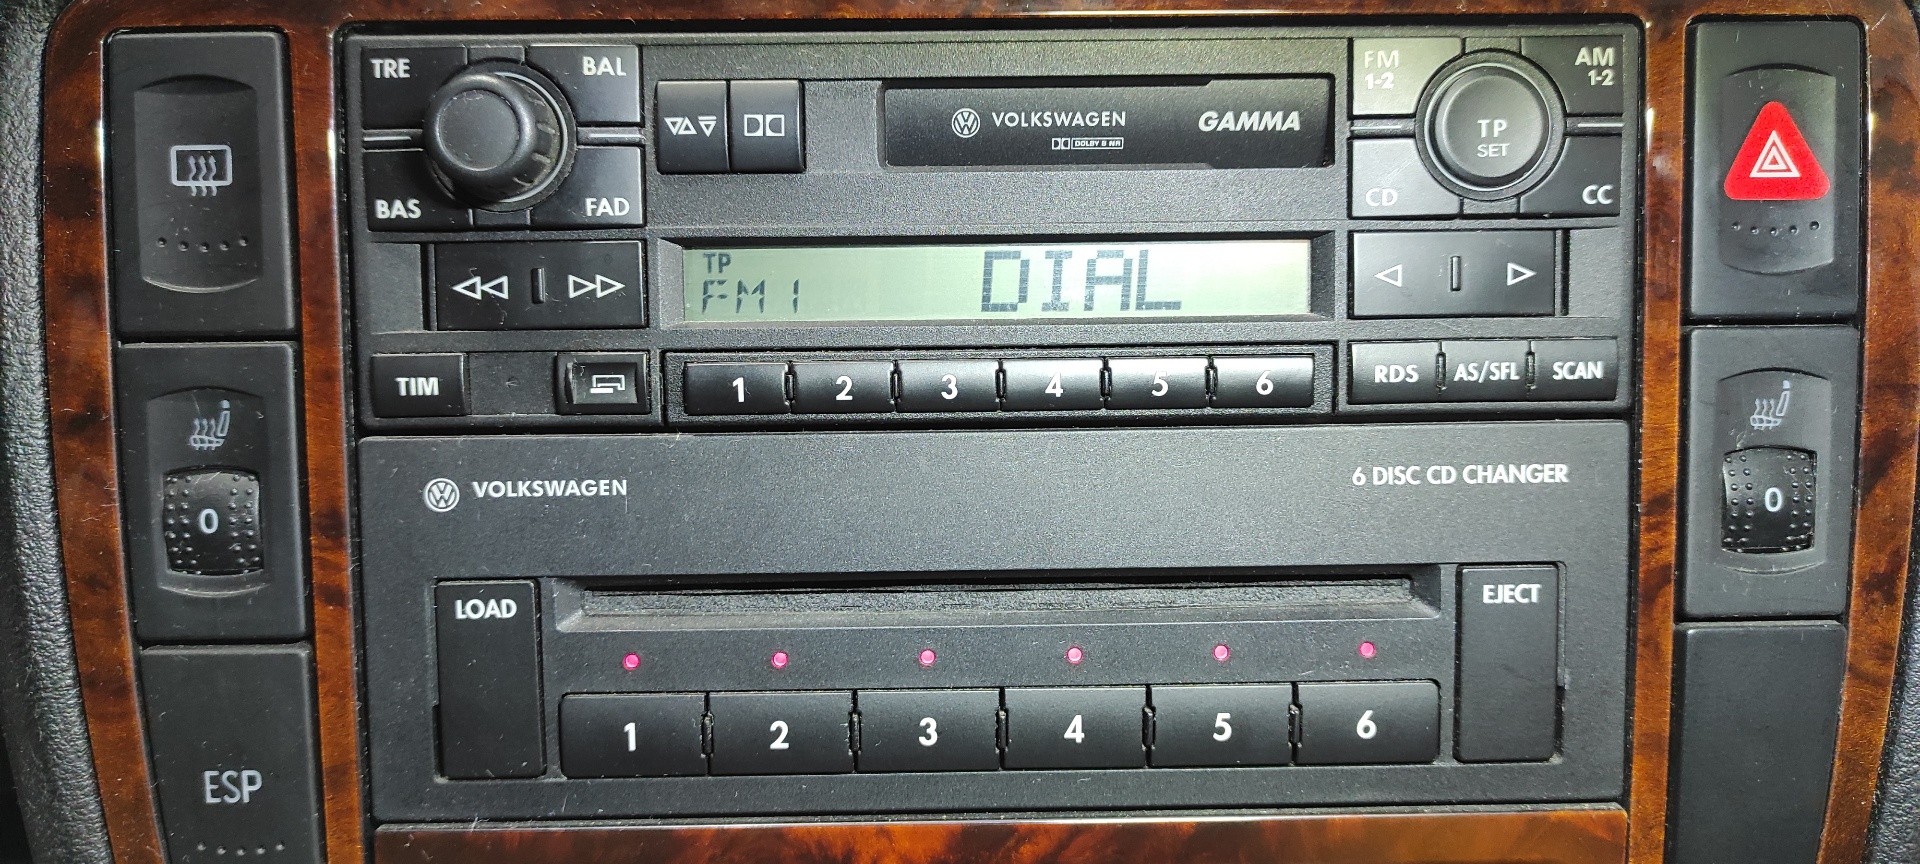 TRE
BAL
BAS
FAD
VOLKSWAGEN
GAMMA
DOLBY B NR
FM
1-2
AM
1-2
TP
SET
CD
CC
TP
FM1
DIAL
TIM
1 2 3 4 5 6
RDS AS/SFL SCAN
0
0
VOLKSWAGEN
6 DISC CD CHANGER
LOAD
EJECT
1 2 3 4 5 6
ESP